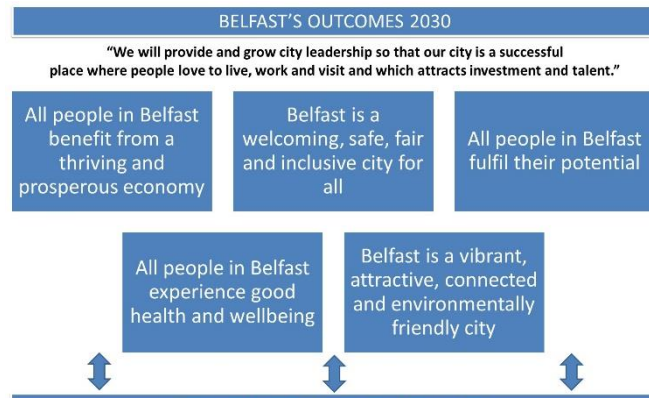 BELFAST'S OUTCOMES 2030
“We will provide and grow city leadership so that our city is a successful
place where people love to live, work and visit and which attracts investment and talent.”
All people in Belfast
benefit from a
thriving and
prosperous economy
Belfast is a
welcoming, safe, fair
and inclusive city for
all
All people in Belfast
fulfil their potential
All people in Belfast
experience good
health and wellbeing
Belfast is a vibrant,
attractive, connected
and environmentally
friendly city